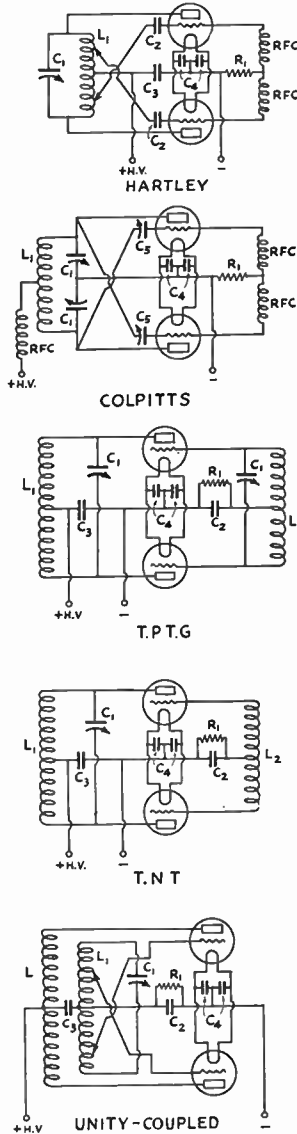 L1
C2
RFC
C1
C3
C4
R1
RFC
C2
+H.V.
−
HARTLEY
L1
C1
C5
RFC
C4
R1
C1
RFC
RFC
C5
+H.V.
−
COLPITTS
L1
C1
R1
C1
C3
C4
C2
L
+H.V
−
T.P T.G
L1
C1
R1
L2
C3
C4
C2
+H.V.
−
T.N T
L
L1
C1
R1
C3
C2
C4
+H.V
−
UNITY-COUPLED